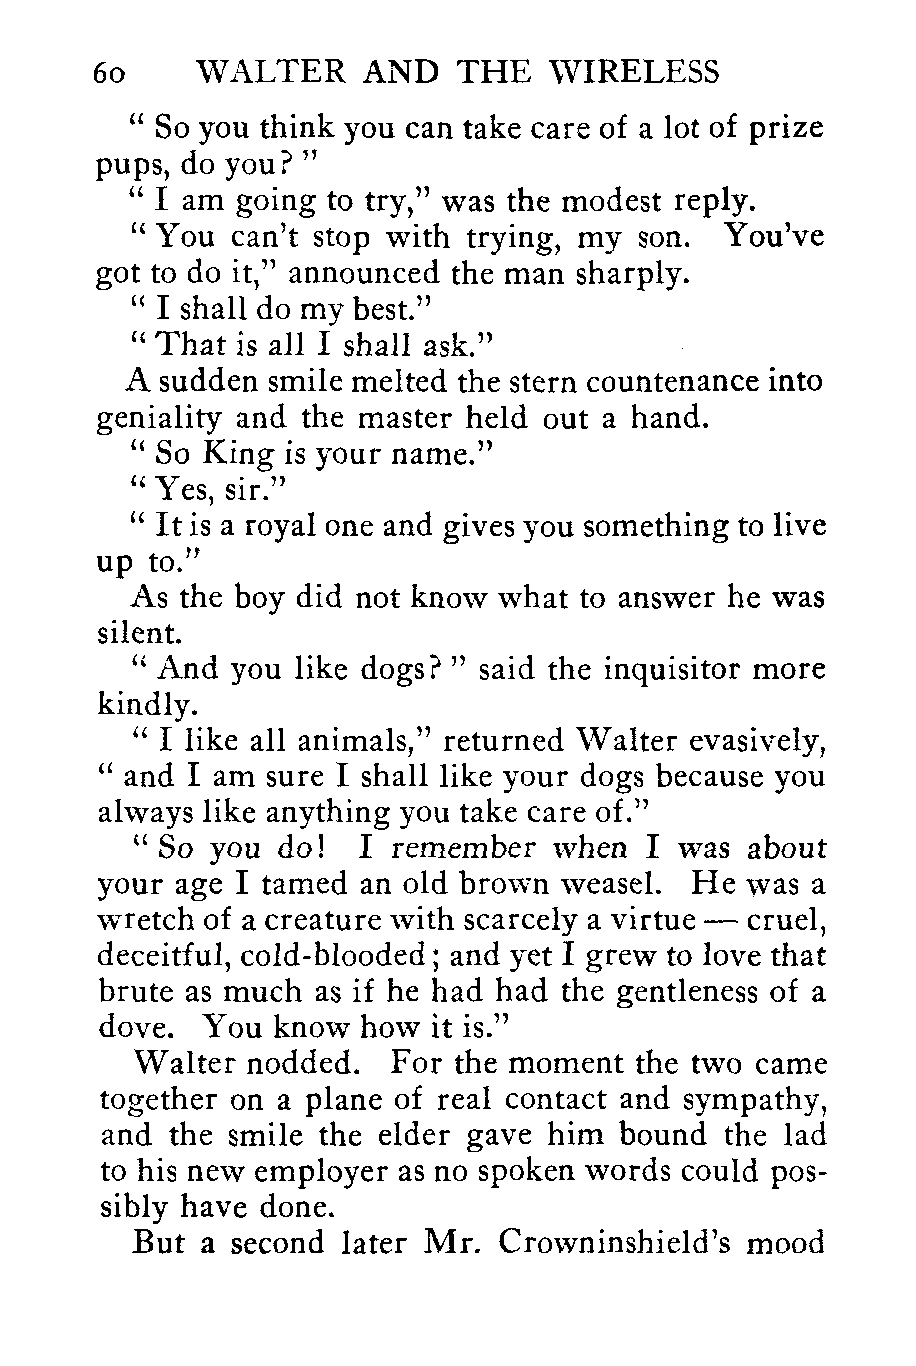 60 WALTER AND THE WIRELESS
“ So you think you can take care of a lot of prize
pups, do you? ”
“ I am going to try,” was the modest reply.
“ You can’t stop with trying, my son. You’ve
got to do it,” announced the man sharply.
“ I shall do my best.”
“ That is all I shall ask.”
A sudden smile melted the stern countenance into
geniality and the master held out a hand.
“ So King is your name.”
“ Yes, sir.”
“ It is a royal one and gives you something to live
up to.”
As the boy did not know what to answer he was
silent.
“ And you like dogs? ” said the inquisitor more
kindly.
“ I like all animals,” returned Walter evasively,
“ and I am sure I shall like your dogs because you
always like anything you take care of.”
“ So you do! I remember when I was about
your age I tamed an old brown weasel. He was a
wretch of a creature with scarcely a virtue — cruel,
deceitful, cold-blooded; and yet I grew to love that
brute as much as if he had had the gentleness of a
dove. You know how it is.”
Walter nodded. For the moment the two came
together on a plane of real contact and sympathy,
and the smile the elder gave him bound the lad
to his new employer as no spoken words could pos-
sibly have done.
But a second later Mr. Crowninshield’s mood